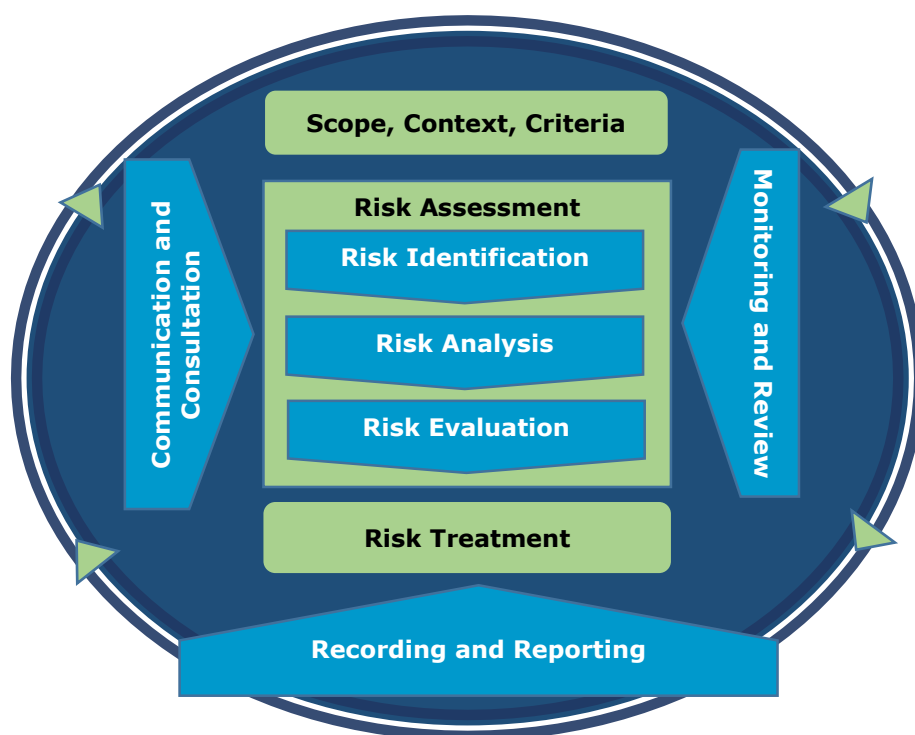 Scope, Context, Criteria
Communication and
Consultation
Risk Assessment
Risk Identification
Risk Analysis
Risk Evaluation
Monitoring and Review
Risk Treatment
Recording and Reporting